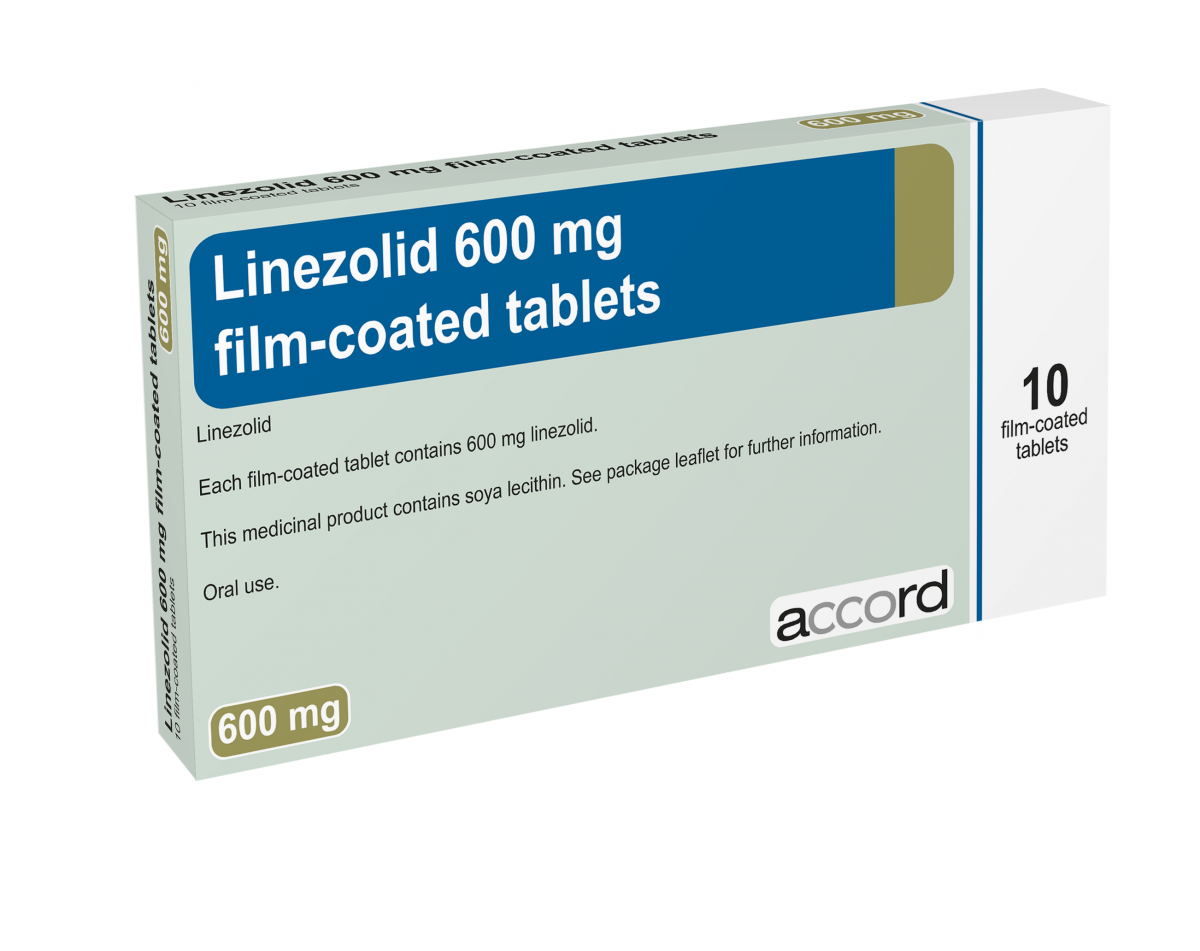 Linezolid 600 mg film-coated tablets
10 film-coated tablets
600 mg
Linezolid 600 mg film-coated tablets
10 film-coated tablets
600 mg
Linezolid 600 mg
film-coated tablets
Linezolid
Each film-coated tablet contains 600 mg linezolid.
This medicinal product contains soya lecithin. See package leaflet for further information.
Oral use.
accord
600 mg
10
film-coated
tablets